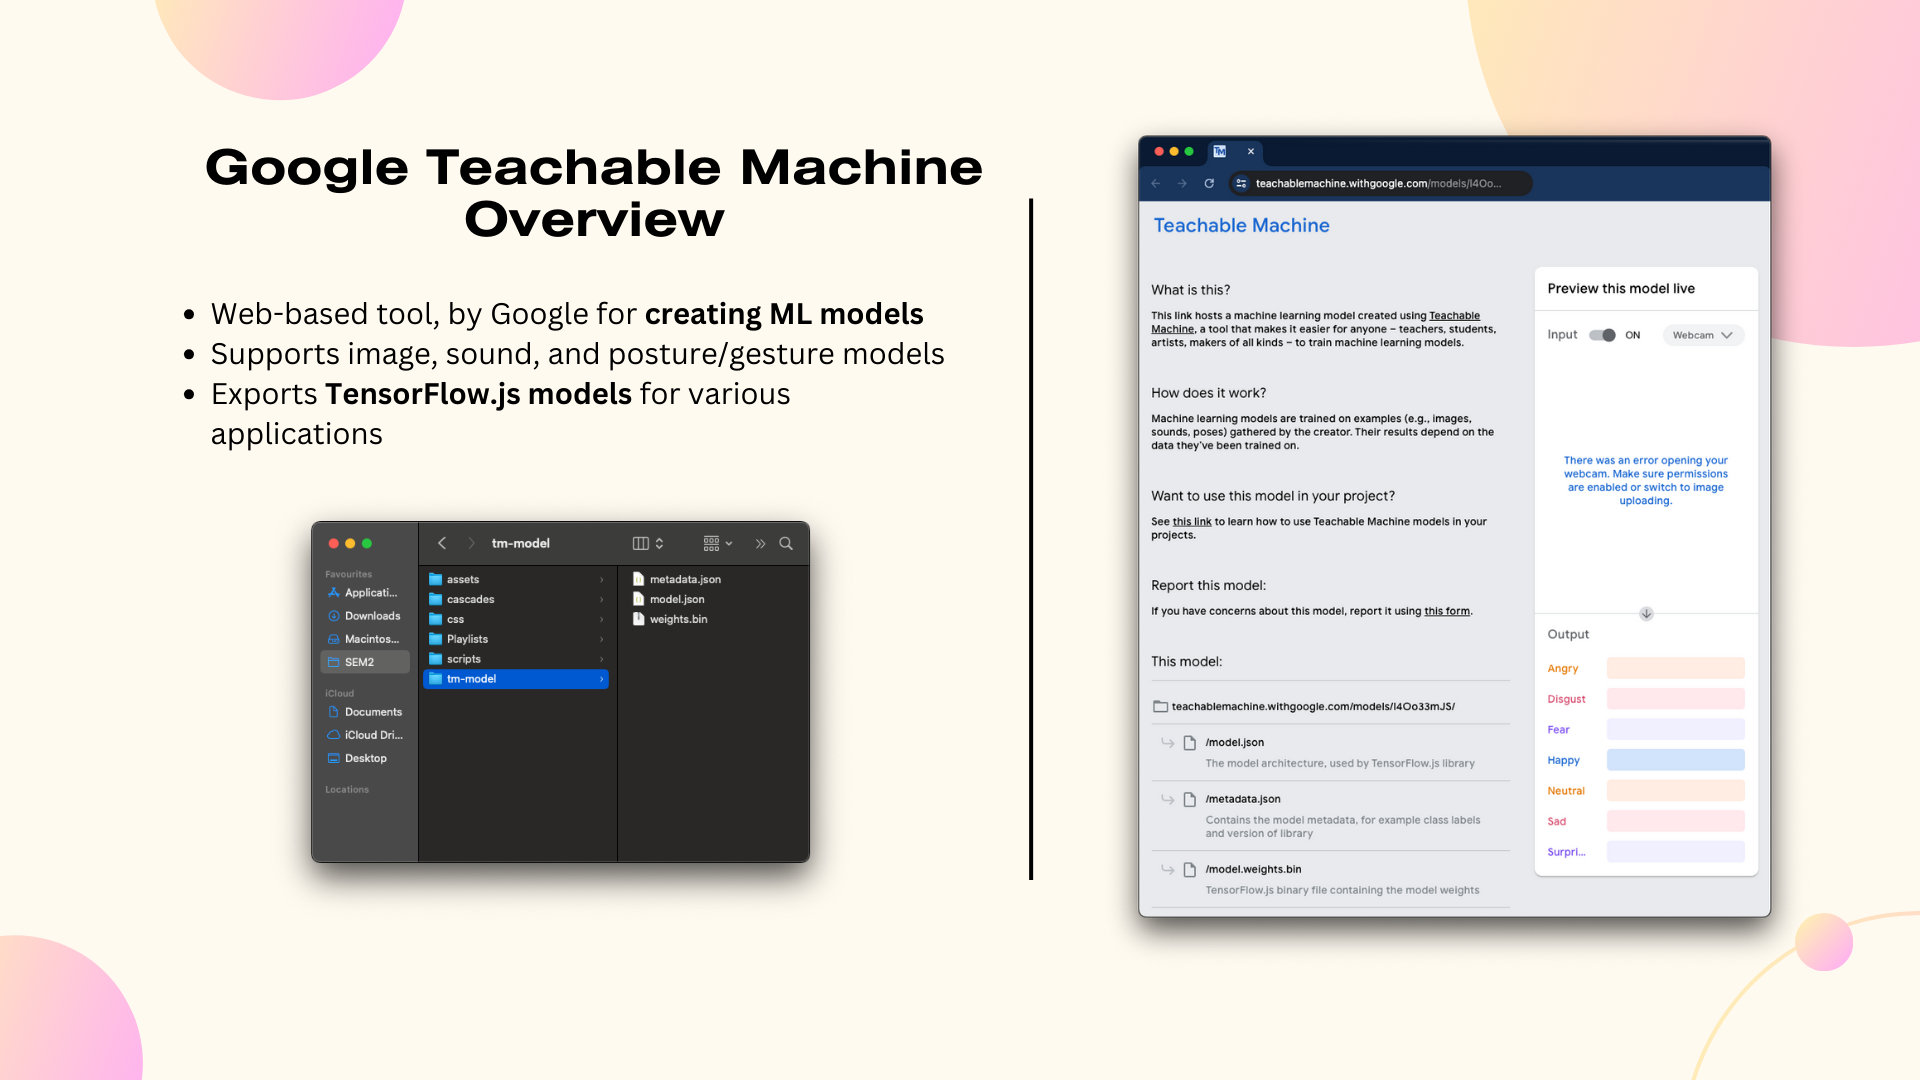 Google Teachable Machine
Overview
• Web-based tool, by Google for creating ML models
• Supports image, sound, and posture/gesture models
• Exports TensorFlow.js models for various
applications
tm-model
Favourites
Applicati...
Downloads
Macintos...
SEM2
iCloud
Documents
iCloud Dri...
Desktop
Locations
assets
cascades
css
Playlists
scripts
tm-model
metadata.json
model.json
weights.bin
TM
teachablemachine.withgoogle.com/models/I4Oo...
Teachable Machine
What is this?
This link hosts a machine learning model created using Teachable
Machine, a tool that makes it easier for anyone – teachers, students,
artists, makers of all kinds – to train machine learning models.
How does it work?
Machine learning models are trained on examples (e.g., images,
sounds, poses) gathered by the creator. Their results depend on the
data they've been trained on.
Want to use this model in your project?
See this link to learn how to use Teachable Machine models in your
projects.
Report this model:
If you have concerns about this model, report it using this form.
This model:
teachablemachine.withgoogle.com/models/I4Oo33mJS/
/model.json
The model architecture, used by TensorFlow.js library
/metadata.json
Contains the model metadata, for example class labels
and version of library
/model.weights.bin
TensorFlow.js binary file containing the model weights
Preview this model live
Input ON Webcam
There was an error opening your
webcam. Make sure permissions
are enabled or switch to image
uploading.
Output
Angry
Disgust
Fear
Happy
Neutral
Sad
Surpri...